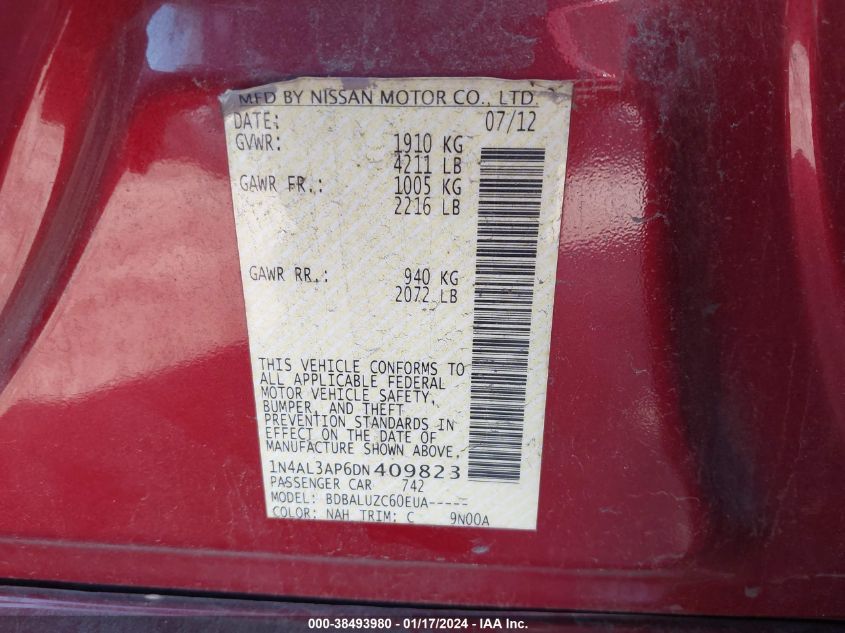 MFD BY NISSAN MOTOR CO., LTD.
DATE: 07/12
GVWR: 1910 KG
4211 LB
GAWR FR.: 1005 KG
2216 LB
GAWR RR.: 940 KG
2072 LB
THIS VEHICLE CONFORMS TO
ALL APPLICABLE FEDERAL
MOTOR VEHICLE SAFETY,
BUMPER, AND THEFT
PREVENTION STANDARDS IN
EFFECT ON THE DATE OF
MANUFACTURE SHOWN ABOVE.
1N4AL3AP6DN409823
PASSENGER CAR 742
MODEL: BDBALUZC60EUA-----
COLOR: NAH TRIM: C 9N00A
000-38493980 - 01/17/2024 - IAA Inc.